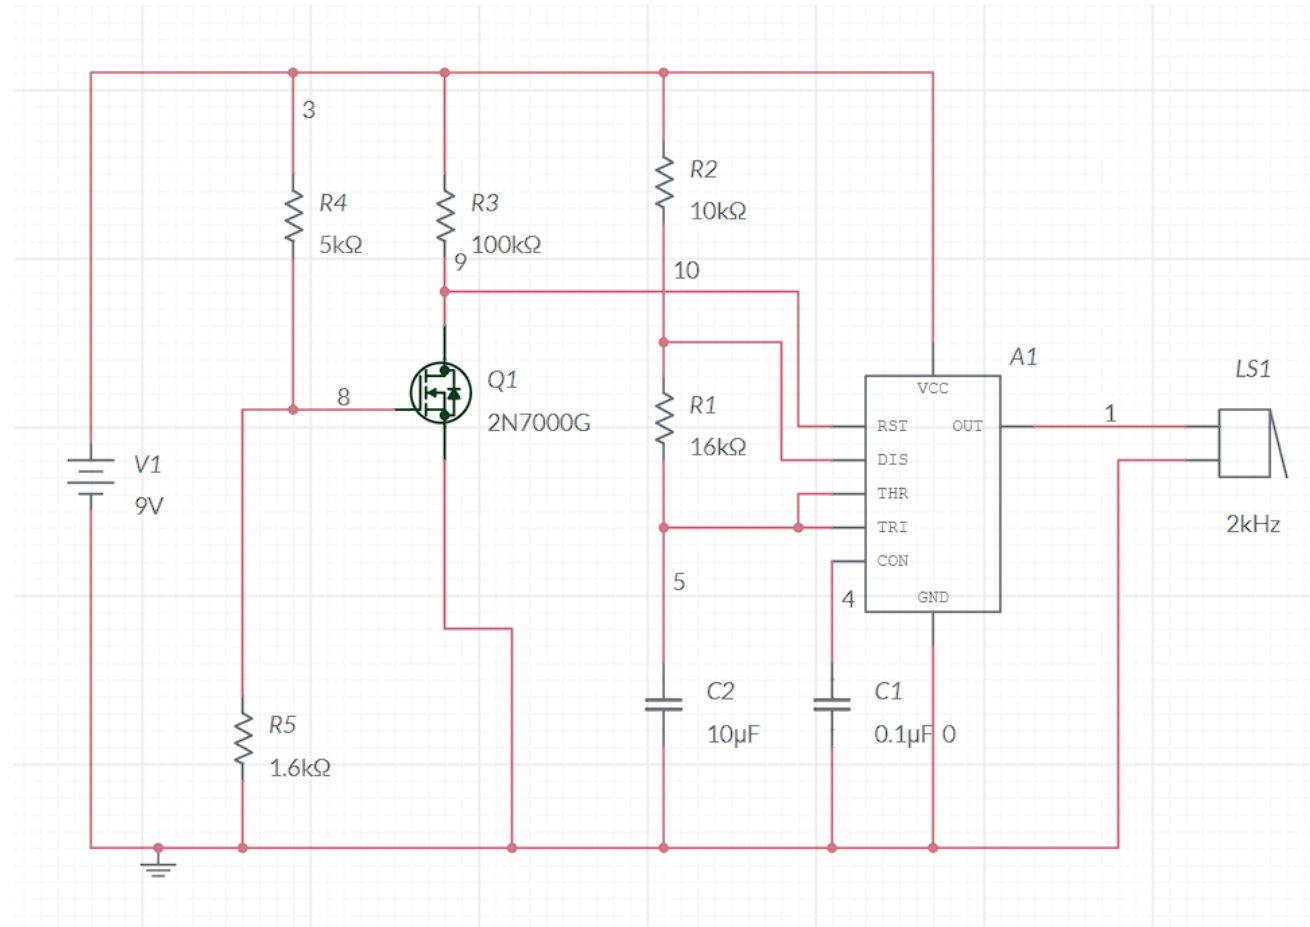 3
R4
5kΩ
R3
100kΩ
9
R2
10kΩ
10
8
Q1
2N7000G
R1
16kΩ
A1
VCC
RST
OUT
DIS
THR
TRI
CON
GND
1
LS1
2kHz
V1
9V
5
4
R5
1.6kΩ
C2
10µF
C1
0.1µF
0